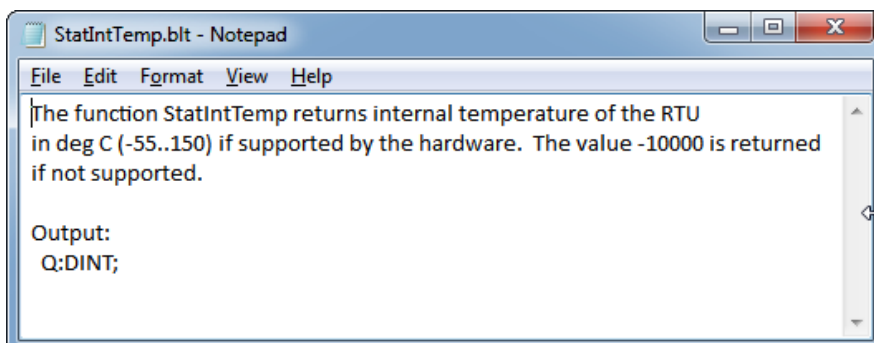 StatIntTemp.blt - Notepad
File Edit Format View Help
The function StatIntTemp returns internal temperature of the RTU
in deg C (-55..150) if supported by the hardware.  The value -10000 is returned
if not supported.

Output:
  Q:DINT;